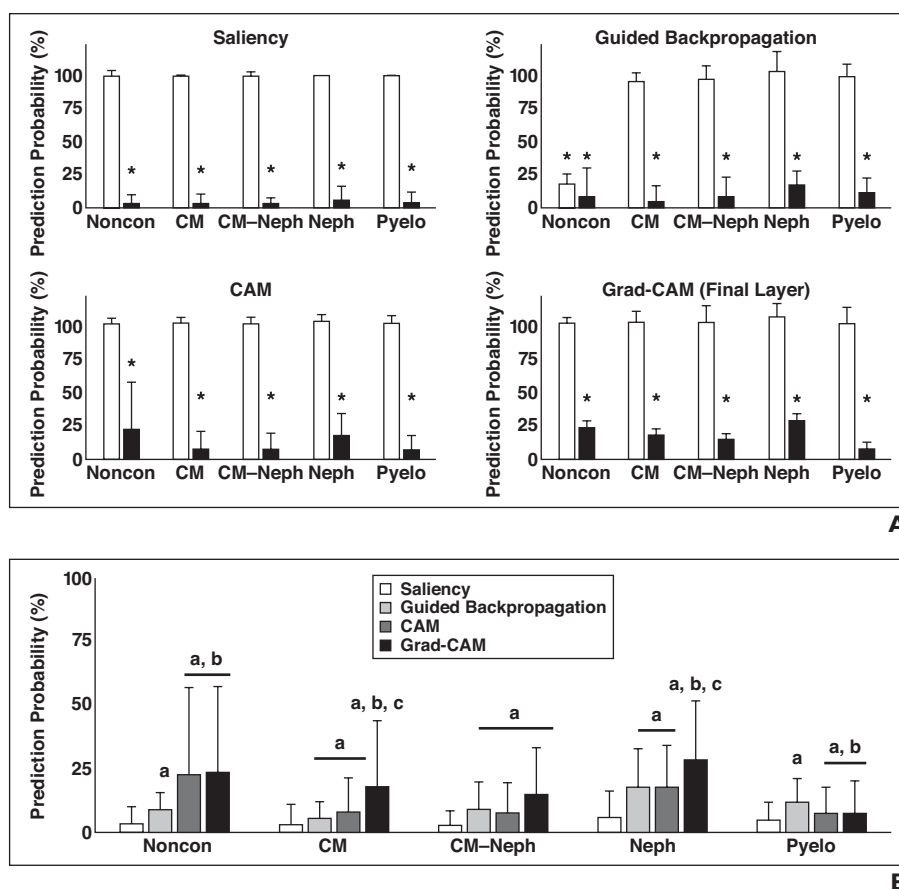 Saliency
Prediction Probability (%)
100
75
50
25
0
* * * * *
Noncon CM CM–Neph Neph Pyelo
Guided Backpropagation
Prediction Probability (%)
100
75
50
25
0
* * * * * *
Noncon CM CM–Neph Neph Pyelo
CAM
Prediction Probability (%)
100
75
50
25
0
* * * * *
Noncon CM CM–Neph Neph Pyelo
Grad-CAM (Final Layer)
Prediction Probability (%)
100
75
50
25
0
* * * * *
Noncon CM CM–Neph Neph Pyelo
A
Prediction Probability (%)
100
75
50
25
0
Saliency
Guided Backpropagation
CAM
Grad-CAM
a a, b
a a, b, c
a
a a, b, c
a a, b
Noncon CM CM–Neph Neph Pyelo